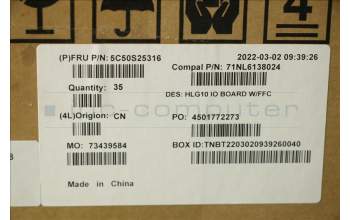 (P)FRU P/N: 5C50S25316 2022-03-02 09:39:26
Compal P/N: 71NL6138024
Quantity: 35 DES: HLG10 IO BOARD W/FFC
(4L)Origion: CN PO: 4501772273
MO: 73439584 BOX ID:TNBT2203020939260040
Made in China